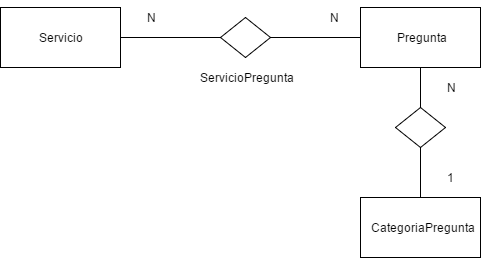 N
N
Servicio
Pregunta
ServicioPregunta
N
1
CategoriaPregunta